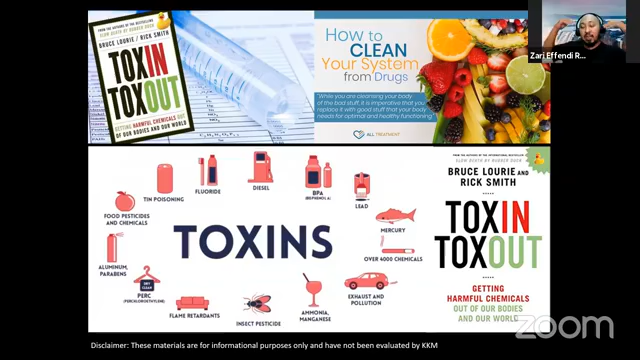 FROM THE AUTHORS OF THE BESTSELLING
SLOW DEATH BY RUBBER DUCK
BRUCE LOURIE / RICK SMITH
TOXIN
TOXOUT
GETTING HARMFUL CHEMICALS OUT
OF OUR BODIES AND OUR WORLD
How to
CLEAN
Your System
from Drugs
"While you are cleansing your body
of the bad stuff, it is imperative that you
replace it with good stuff that your body
needs for optimal and healthy functioning"
ALL TREATMENT
Zari Effendi R...
TOXINS
TIN POISONING
FLUORIDE
DIESEL
BPA
(BISPHENOL A)
LEAD
MERCURY
OVER 4000 CHEMICALS
EXHAUST AND
POLLUTION
AMMONIA,
MANGANESE
INSECT PESTICIDE
FLAME RETARDANTS
DRY
CLEAN
PERC
(PERCHLOROETHYLENE)
ALUMINUM,
PARABENS
FOOD PESTICIDES
AND CHEMICALS
FROM THE AUTHORS OF THE INTERNATIONAL BESTSELLER
SLOW DEATH BY RUBBER DUCK
BRUCE LOURIE AND
RICK SMITH
TOXIN
TOXOUT
GETTING
HARMFUL CHEMICALS
OUT OF OUR BODIES
AND OUR WORLD
zoom
Disclaimer: These materials are for informational purposes only and have not been evaluated by KKM